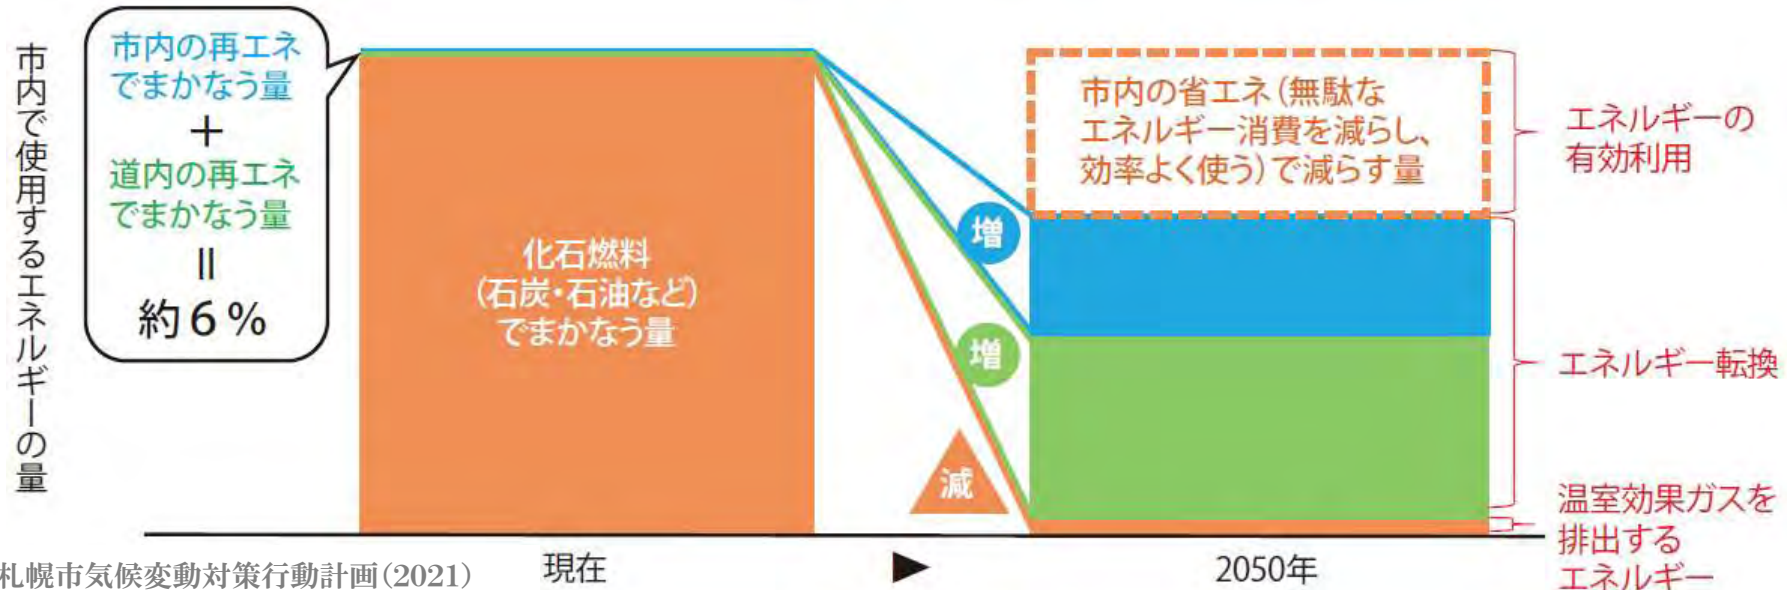 市内で使用するエネルギーの量
市内の再エネ
でまかなう量
+
道内の再エネ
でまかなう量
=
約6%
化石燃料
(石炭・石油など)
でまかなう量
増
増
減
市内の省エネ(無駄な
エネルギー消費を減らし、
効率よく使う)で減らす量
エネルギーの
有効利用
エネルギー転換
温室効果ガスを
排出する
エネルギー
現在
▶
2050年
札幌市気候変動対策行動計画(2021)